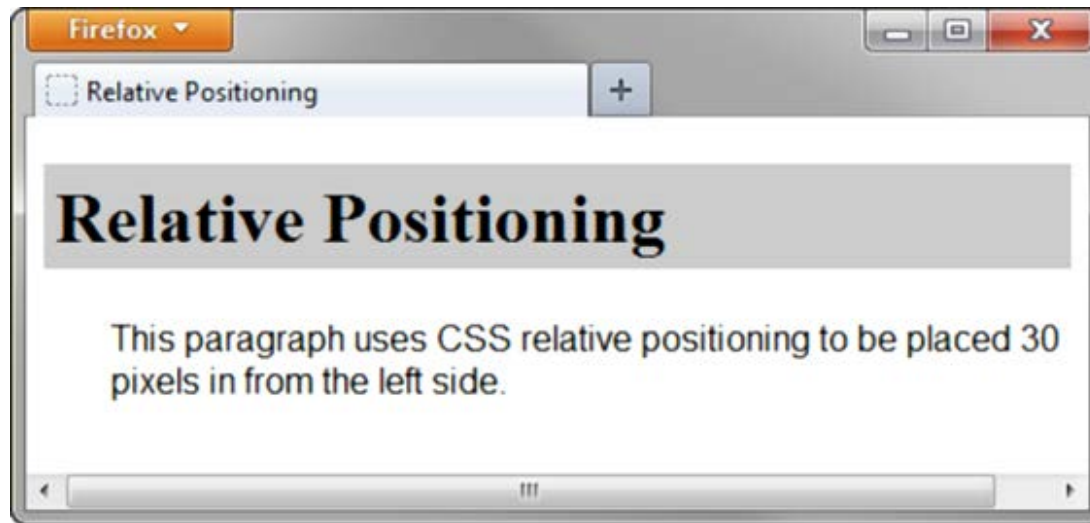 Firefox
Relative Positioning
Relative Positioning
This paragraph uses CSS relative positioning to be placed 30
pixels in from the left side.